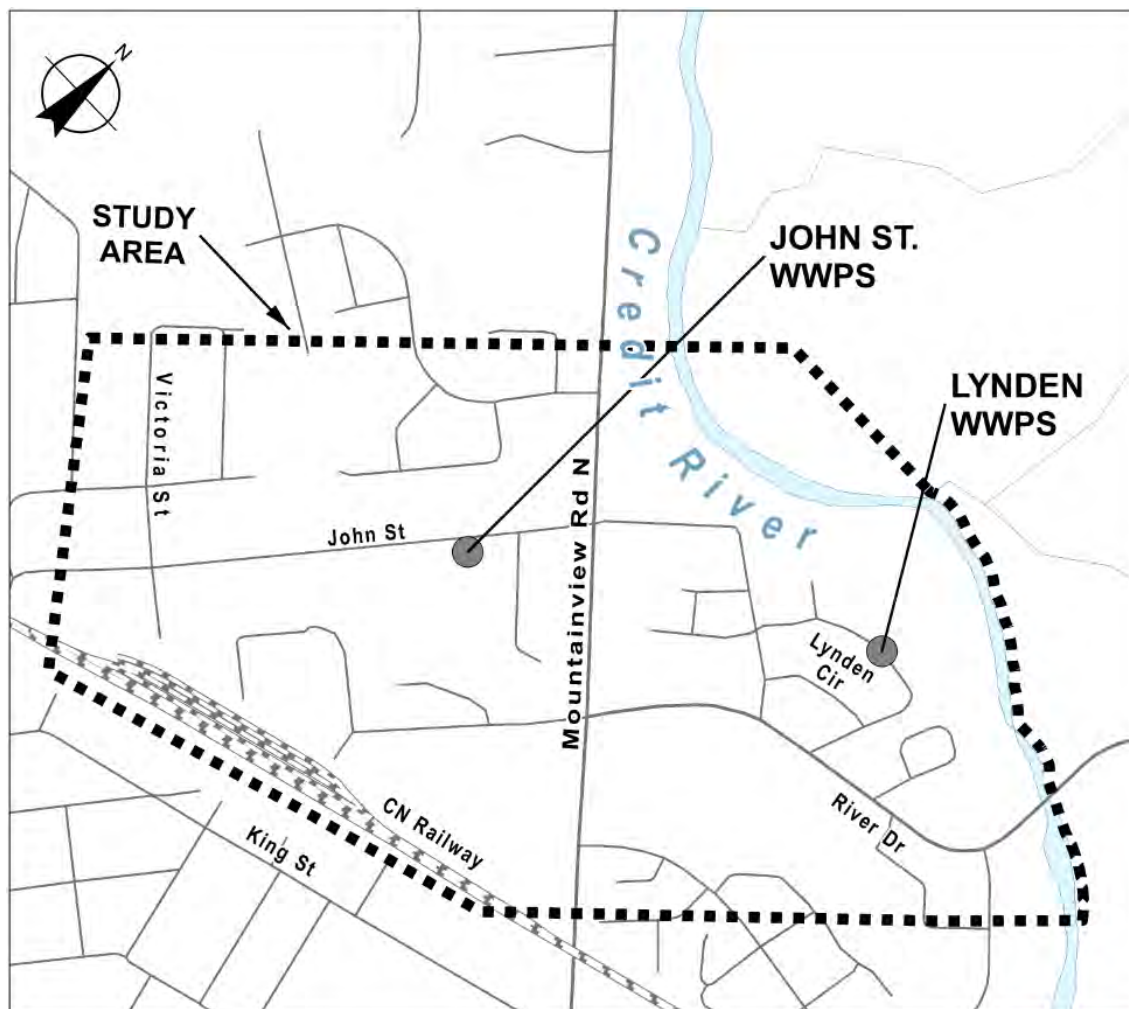 N
STUDY
AREA
JOHN ST.
WWPS
Credit River
LYNDEN
WWPS
Victoria St
John St
Mountainview Rd N
Lynden
Cir
River Dr
CN Railway
King St